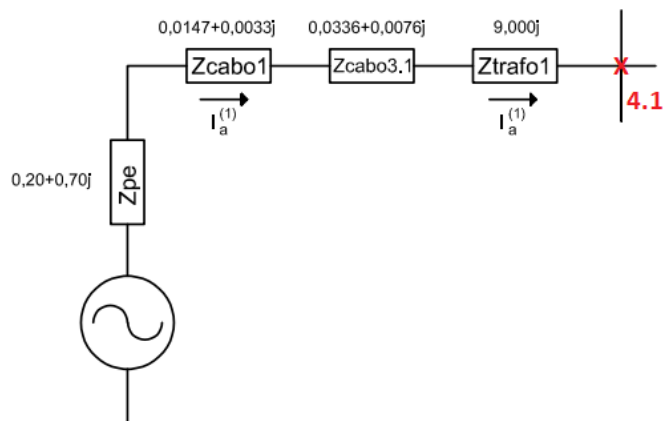 0,0147+0,0033j
0,0336+0,0076j
9,000j
Zcabo1
Zcabo3.1
Ztrafo1
X
4.1
I a (1)
I a (1)
0,20+0,70j
Zpe